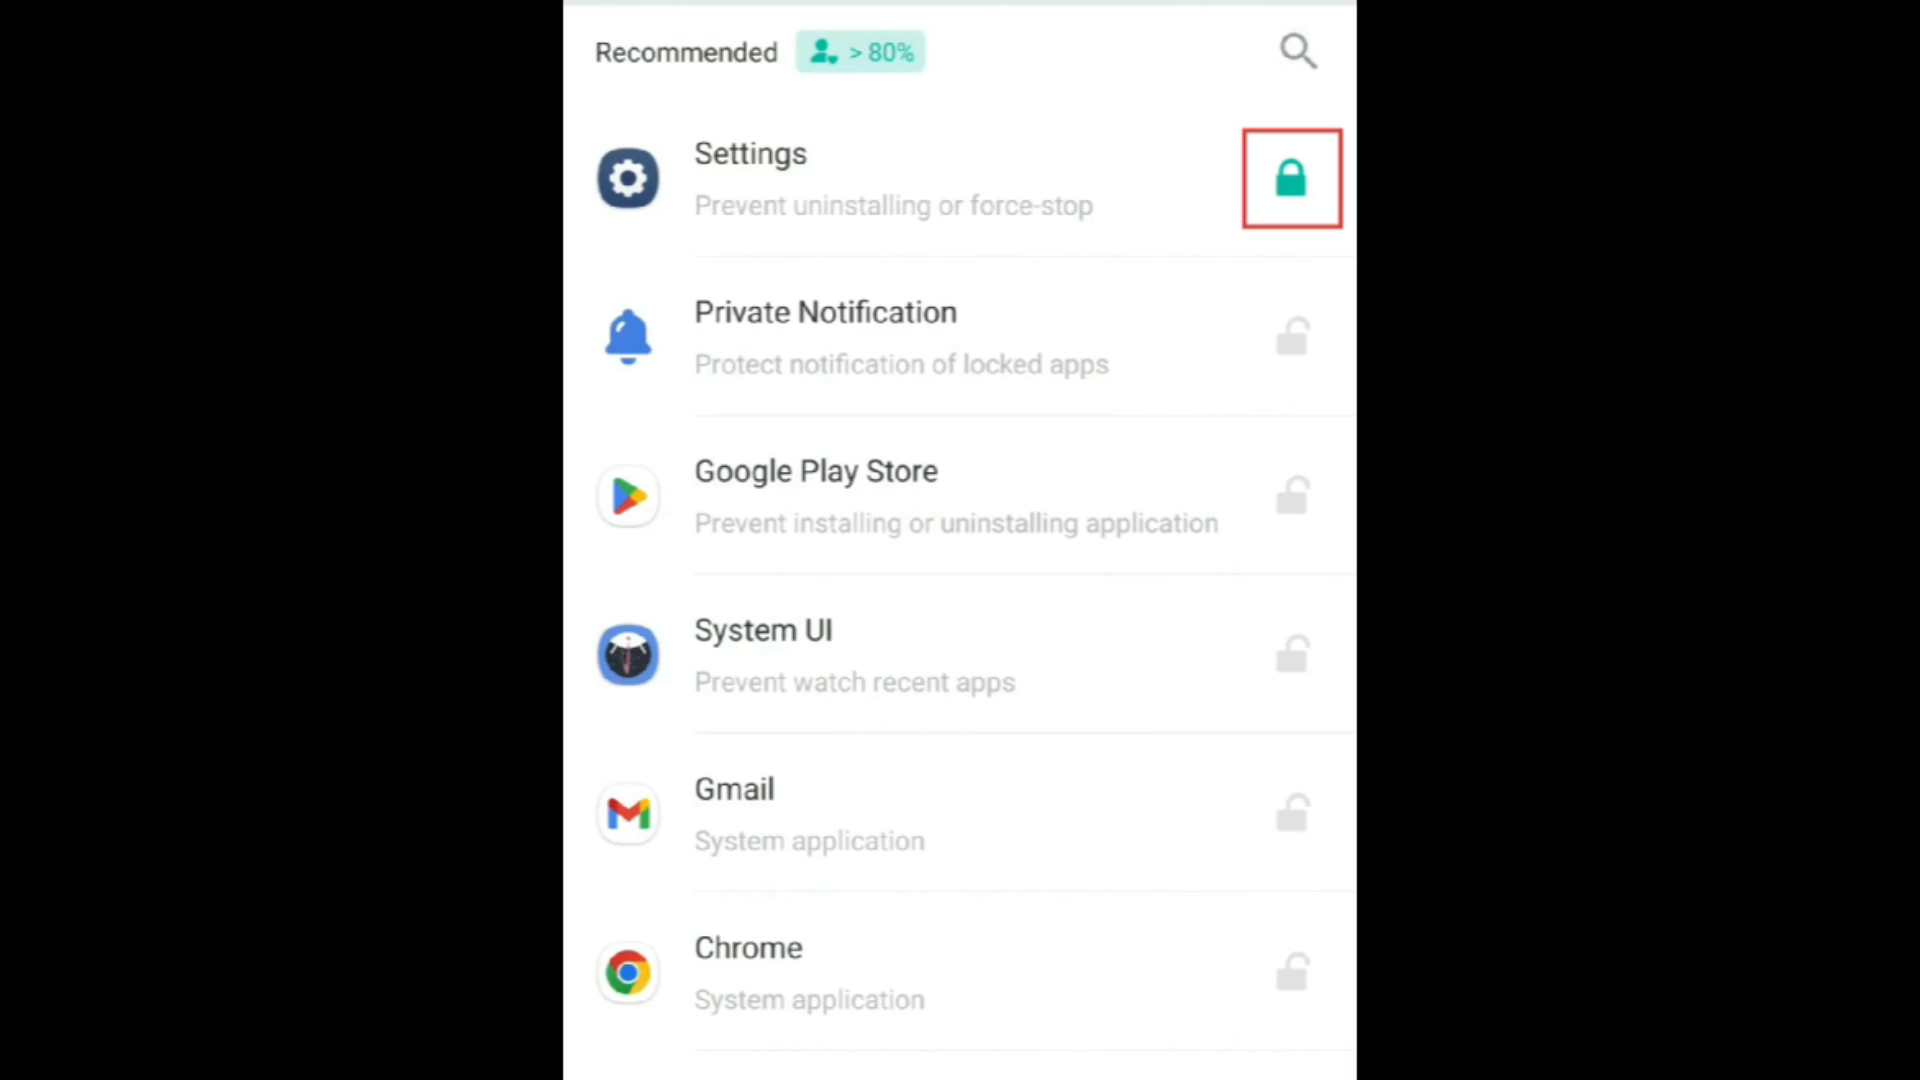 Recommended > 80%
Settings
Prevent uninstalling or force-stop
Private Notification
Protect notification of locked apps
Google Play Store
Prevent installing or uninstalling application
System UI
Prevent watch recent apps
Gmail
System application
Chrome
System application